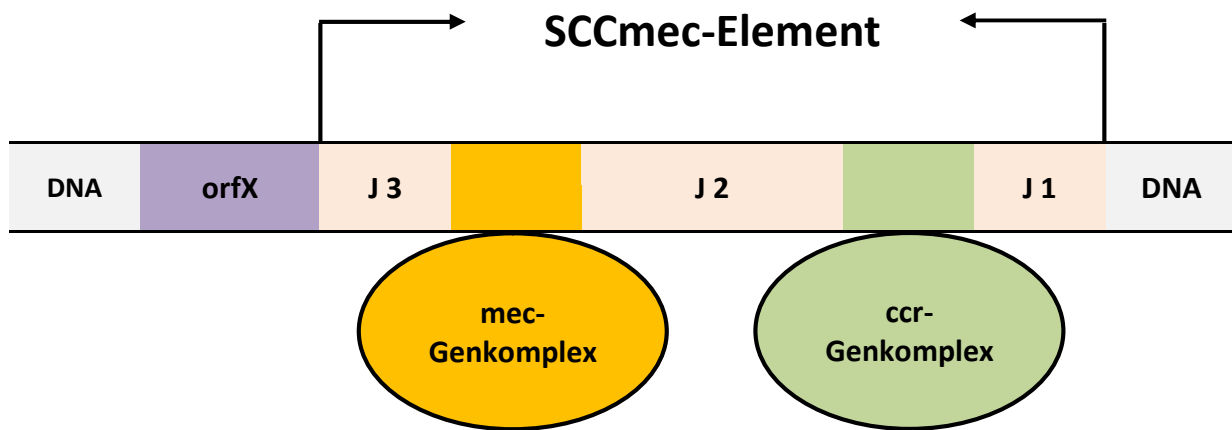 SCCmec-Element
DNA orfX J 3 J 2 J 1 DNA
mec-
Genkomplex
ccr-
Genkomplex